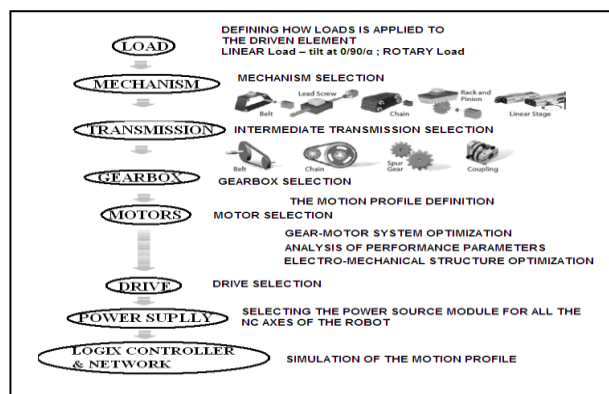 DEFINING HOW LOADS IS APPLIED TO
THE DRIVEN ELEMENT
LOAD
LINEAR Load – tilt at 0/90/α ; ROTARY Load
MECHANISM
MECHANISM SELECTION
Belt
Lead Screw
Chain
Rack and
Pinion
Linear Stage
TRANSMISSION
INTERMEDIATE TRANSMISSION SELECTION
Belt
Chain
Spur
Gear
Coupling
GEARBOX
GEARBOX SELECTION
THE MOTION PROFILE DEFINITION
MOTORS
MOTOR SELECTION
GEAR-MOTOR SYSTEM OPTIMIZATION
ANALYSIS OF PERFORMANCE PARAMETERS
ELECTRO-MECHANICAL STRUCTURE OPTIMIZATION
DRIVE
DRIVE SELECTION
POWER SUPLLY
SELECTING THE POWER SOURCE MODULE FOR ALL THE
NC AXES OF THE ROBOT
LOGIX CONTROLLER
& NETWORK
SIMULATION OF THE MOTION PROFILE